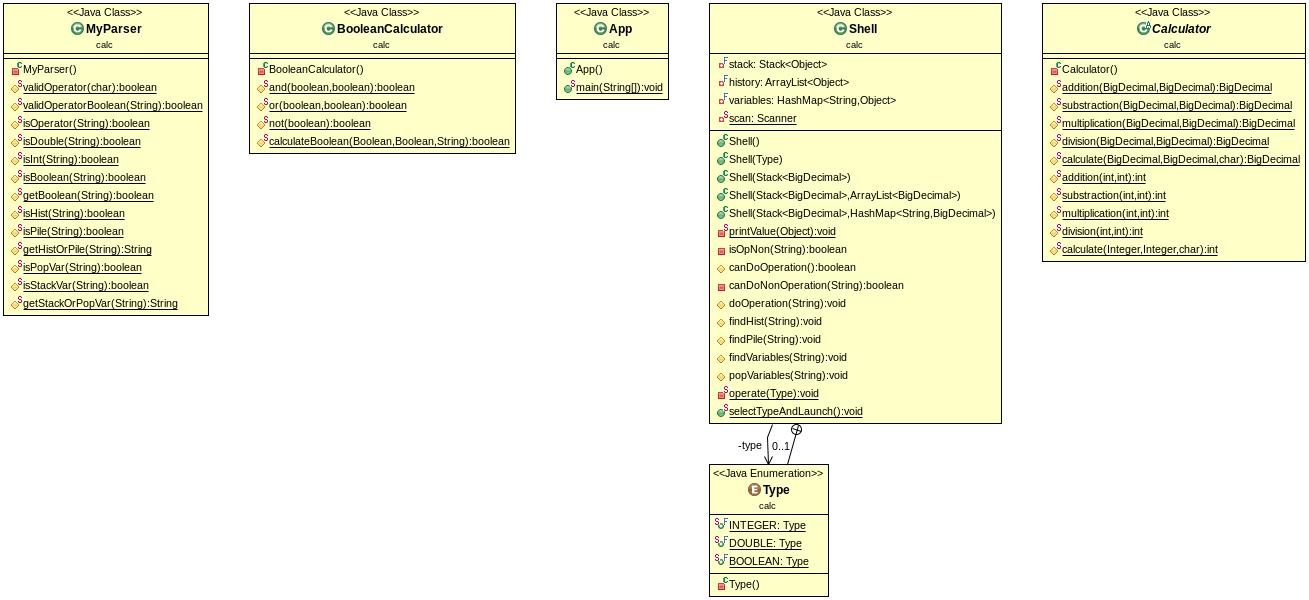 <<Java Class>>
MyParser
calc
MyParser()
validOperator(char):boolean
validOperatorBoolean(String):boolean
isOperator(String):boolean
isDouble(String):boolean
isInt(String):boolean
isBoolean(String):boolean
getBoolean(String):boolean
isHist(String):boolean
isPile(String):boolean
getHistOrPile(String):String
isPopVar(String):boolean
isStackVar(String):boolean
getStackOrPopVar(String):String
<<Java Class>>
BooleanCalculator
calc
BooleanCalculator()
and(boolean,boolean):boolean
or(boolean,boolean):boolean
not(boolean):boolean
calculateBoolean(Boolean,Boolean,String):boolean
<<Java Class>>
App
calc
App()
main(String[]):void
<<Java Class>>
Shell
calc
stack: Stack<Object>
history: ArrayList<Object>
variables: HashMap<String,Object>
scan: Scanner
Shell()
Shell(Type)
Shell(Stack<BigDecimal>)
Shell(Stack<BigDecimal>,ArrayList<BigDecimal>)
Shell(Stack<BigDecimal>,HashMap<String,BigDecimal>)
printValue(Object):void
isOpNon(String):boolean
canDoOperation():boolean
canDoNonOperation(String):boolean
doOperation(String):void
findHist(String):void
findPile(String):void
findVariables(String):void
popVariables(String):void
operate(Type):void
selectTypeAndLaunch():void
-type 0..1
<<Java Enumeration>>
Type
calc
INTEGER: Type
DOUBLE: Type
BOOLEAN: Type
Type()
<<Java Class>>
Calculator
calc
Calculator()
addition(BigDecimal,BigDecimal):BigDecimal
substraction(BigDecimal,BigDecimal):BigDecimal
multiplication(BigDecimal,BigDecimal):BigDecimal
division(BigDecimal,BigDecimal):BigDecimal
calculate(BigDecimal,BigDecimal,char):BigDecimal
addition(int,int):int
substraction(int,int):int
multiplication(int,int):int
division(int,int):int
calculate(Integer,Integer,char):int